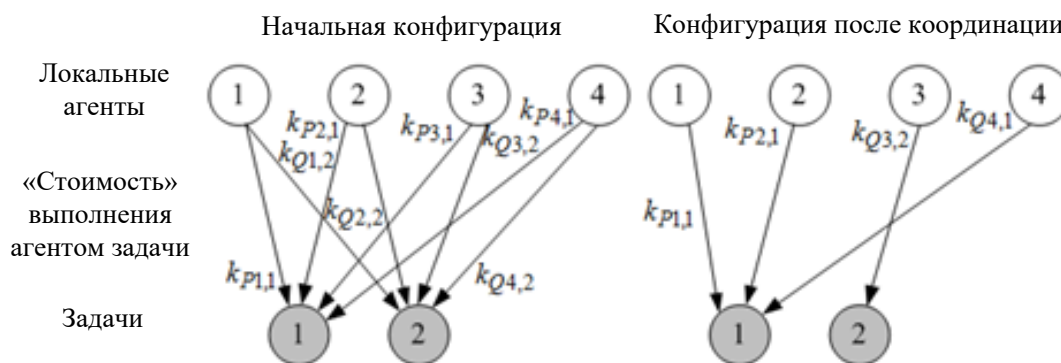 Начальная конфигурация
Конфигурация после координации
Локальные
агенты
1 2 3 4 1 2 3 4
k_{P2,1} k_{P3,1} k_{P4,1} k_{P2,1} k_{Q3,2} k_{Q4,1}
k_{Q1,2} k_{Q3,2}
«Стоимость»
выполнения
агентом задачи
k_{Q2,2} k_{P1,1}
k_{P1,1} k_{Q4,2}
Задачи
1 2 1 2